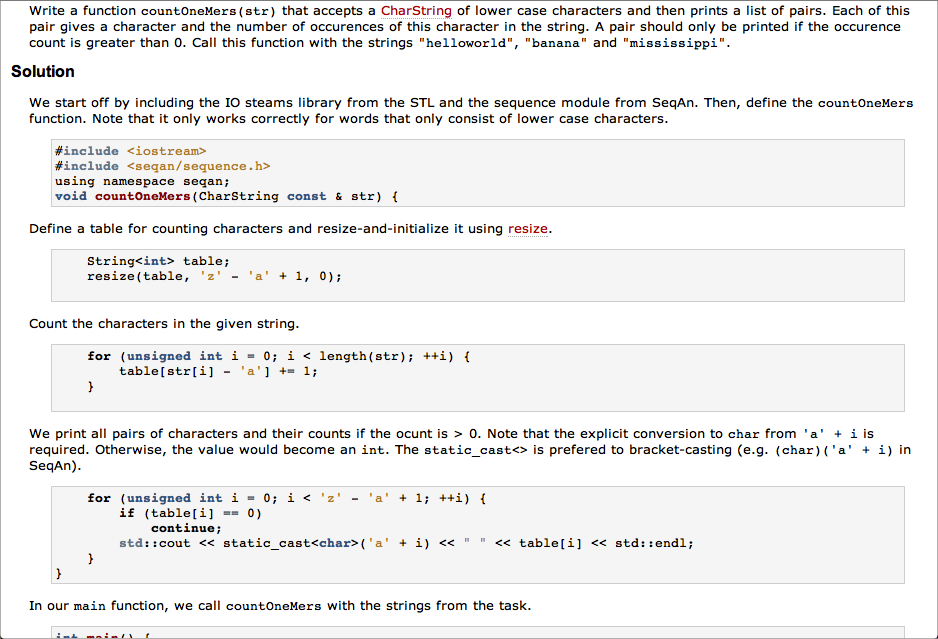 Write a function countOneMers(str) that accepts a CharString of lower case characters and then prints a list of pairs. Each of this
pair gives a character and the number of occurences of this character in the string. A pair should only be printed if the occurence
count is greater than 0. Call this function with the strings "helloworld", "banana" and "mississippi".
Solution
We start off by including the IO steams library from the STL and the sequence module from SeqAn. Then, define the countOneMers
function. Note that it only works correctly for words that only consist of lower case characters.
#include <iostream>
#include <seqan/sequence.h>
using namespace seqan;
void countOneMers(CharString const & str) {
Define a table for counting characters and resize-and-initialize it using resize.
String<int> table;
resize(table, 'z' - 'a' + 1, 0);
Count the characters in the given string.
for (unsigned int i = 0; i < length(str); ++i) {
table[str[i] - 'a'] += 1;
}
We print all pairs of characters and their counts if the ocunt is > 0. Note that the explicit conversion to char from 'a' + i is
required. Otherwise, the value would become an int. The static_cast<> is prefered to bracket-casting (e.g. (char)('a' + i) in
SeqAn).
for (unsigned int i = 0; i < 'z' - 'a' + 1; ++i) {
if (table[i] == 0)
continue;
std::cout << static_cast<char>('a' + i) << " " << table[i] << std::endl;
}
}
In our main function, we call countOneMers with the strings from the task.
int main() {